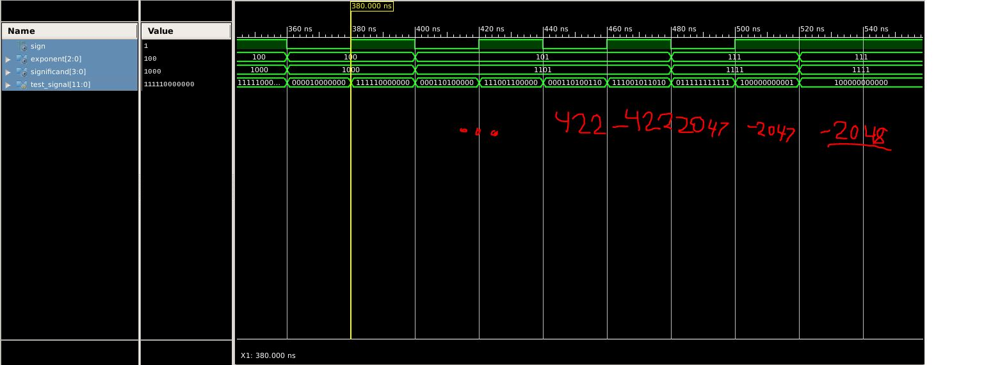 380.000 ns
Name Value 360 ns 380 ns 400 ns 420 ns 440 ns 460 ns 480 ns 500 ns 520 ns 540 ns
sign 1
exponent[2:0] 100 100 100 101 111 111
significand[3:0] 1000 1000 1000 1101 1111 1111
test_signal[11:0] 111110000000 11111000... 000010000000 111110000000 000110100000 111001100000 000110100110 111001011010 011111111111 100000000001 100000000000
... 422 -422 2047 -2047 -2048
X1: 380.000 ns